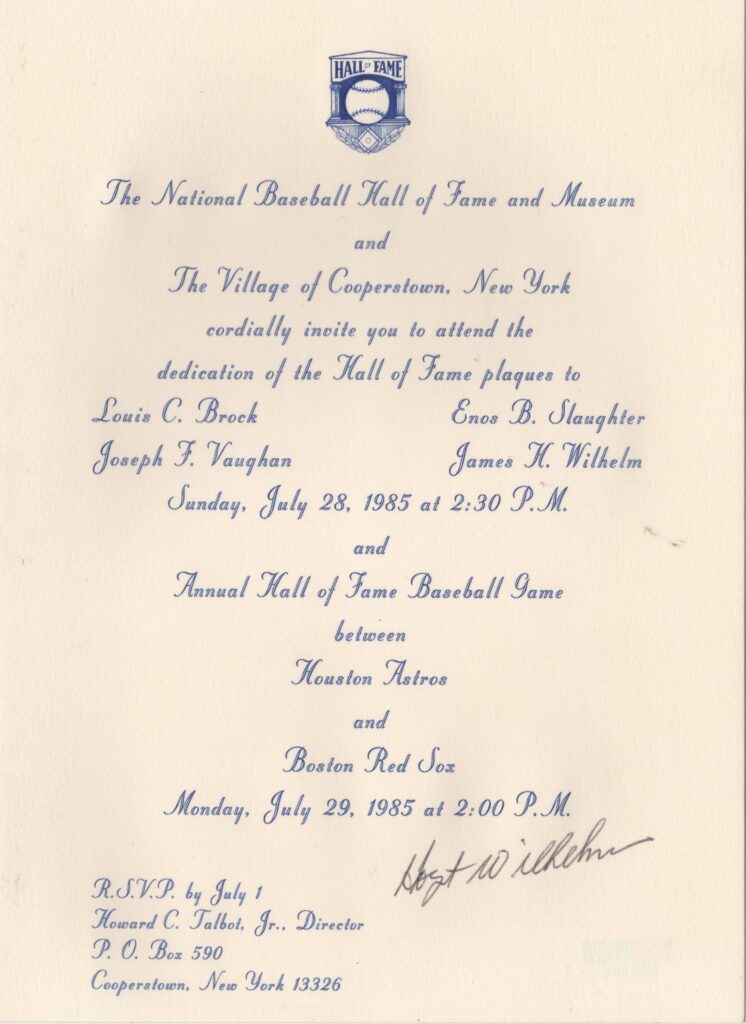 HALL OF FAME
The National Baseball Hall of Fame and Museum
and
The Village of Cooperstown, New York
cordially invite you to attend the
dedication of the Hall of Fame plaques to
Louis C. Brock Enos B. Slaughter
Joseph F. Vaughan James H. Wilhelm
Sunday, July 28, 1985 at 2:30 P.M.
and
Annual Hall of Fame Baseball Game
between
Houston Astros
and
Boston Red Sox
Monday, July 29, 1985 at 2:00 P.M.
Hoyt Wilhelm
R.S.V.P. by July 1
Howard C. Talbot, Jr., Director
P. O. Box 590
Cooperstown, New York 13326